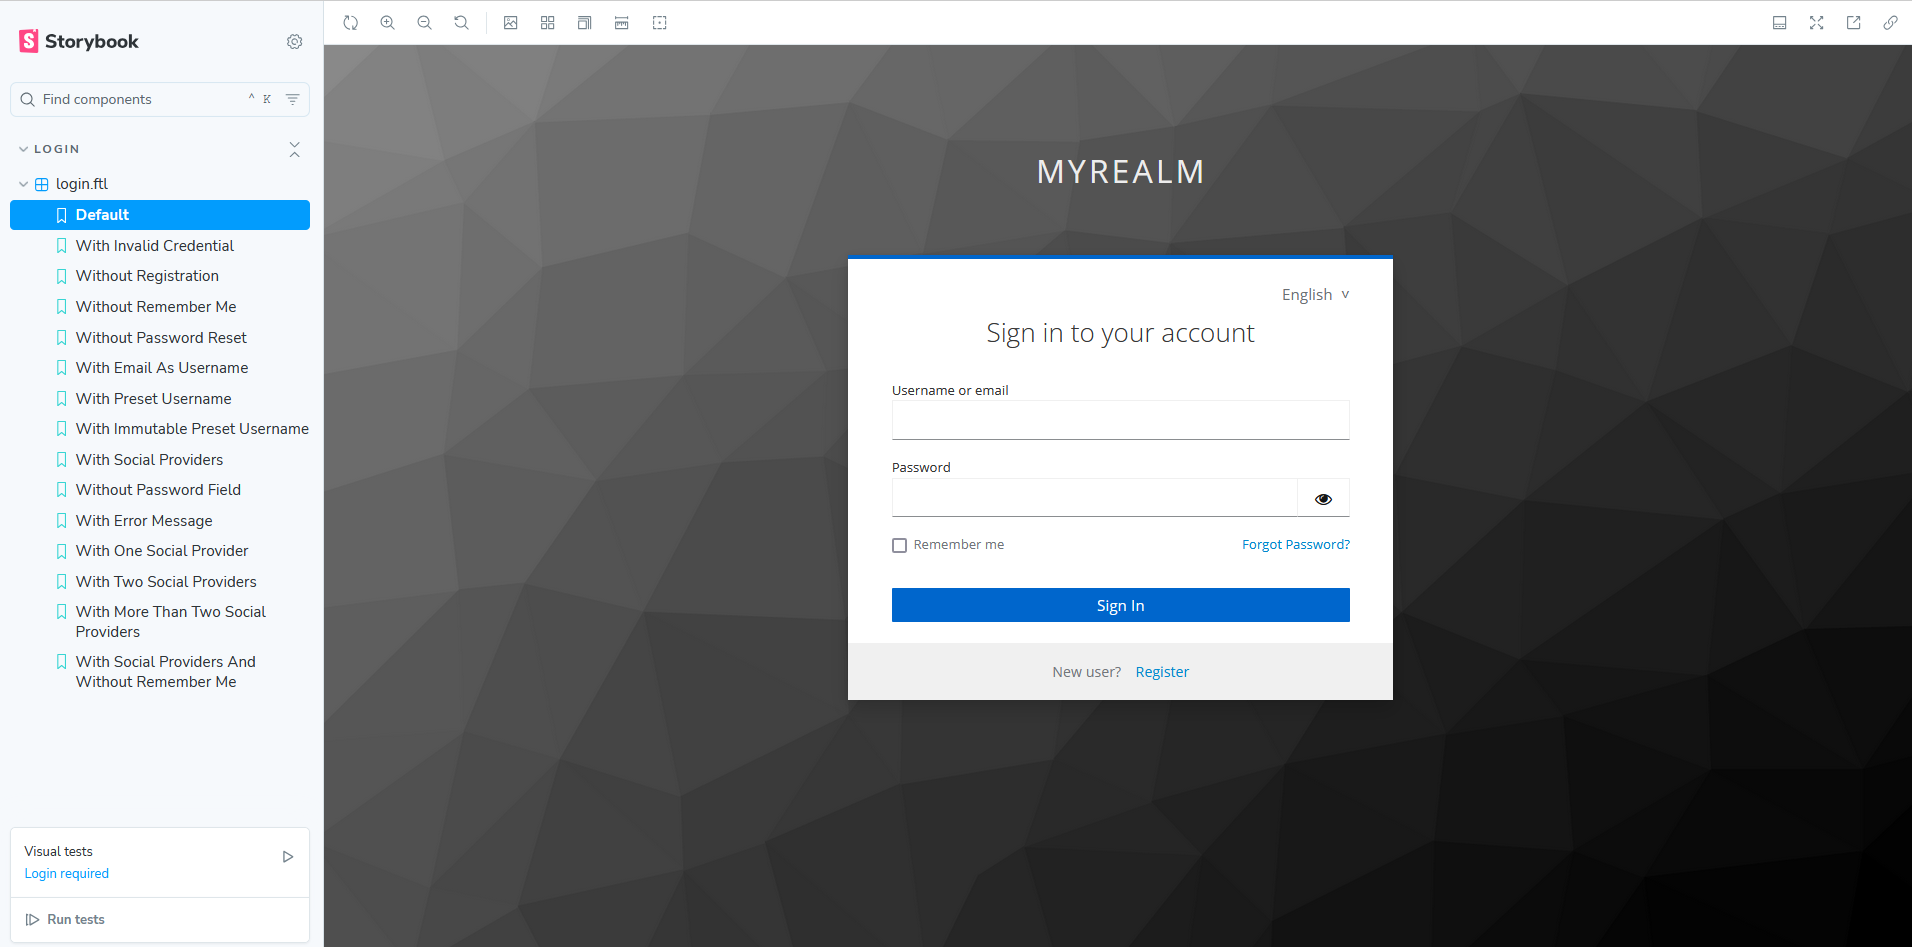 Storybook
Find components
^ K
LOGIN
login.ftl
Default
With Invalid Credential
Without Registration
Without Remember Me
Without Password Reset
With Email As Username
With Preset Username
With Immutable Preset Username
With Social Providers
Without Password Field
With Error Message
With One Social Provider
With Two Social Providers
With More Than Two Social
Providers
With Social Providers And
Without Remember Me
Visual tests
Login required
Run tests
MYREALM
English
Sign in to your account
Username or email
Password
Remember me
Forgot Password?
Sign In
New user? Register